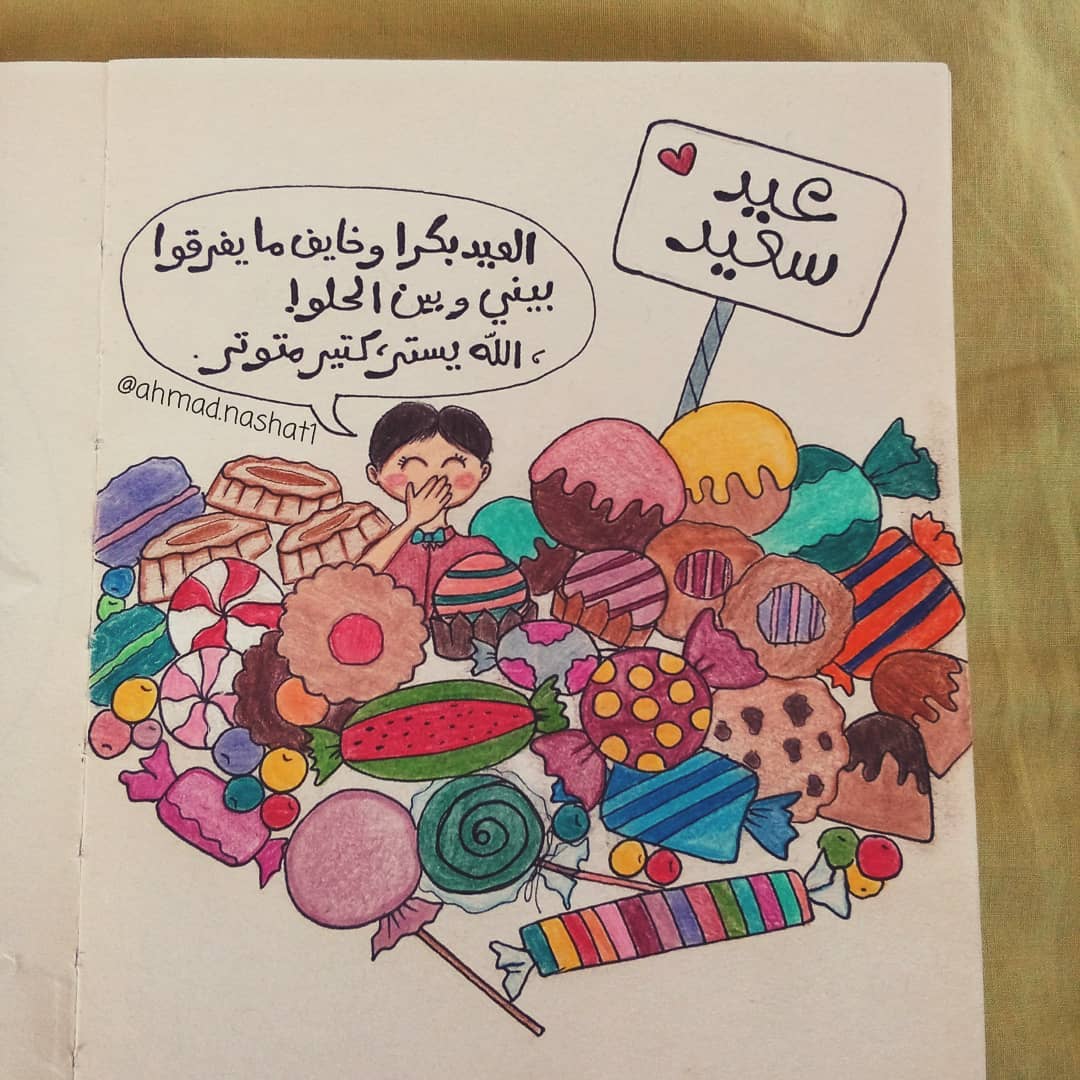 العيد بكرا وخايف ما يفرقوا
بيني وبين الحلو!
، الله يستر، كتير متوتر.
@ahmad.nashat1
عيد
سعيد